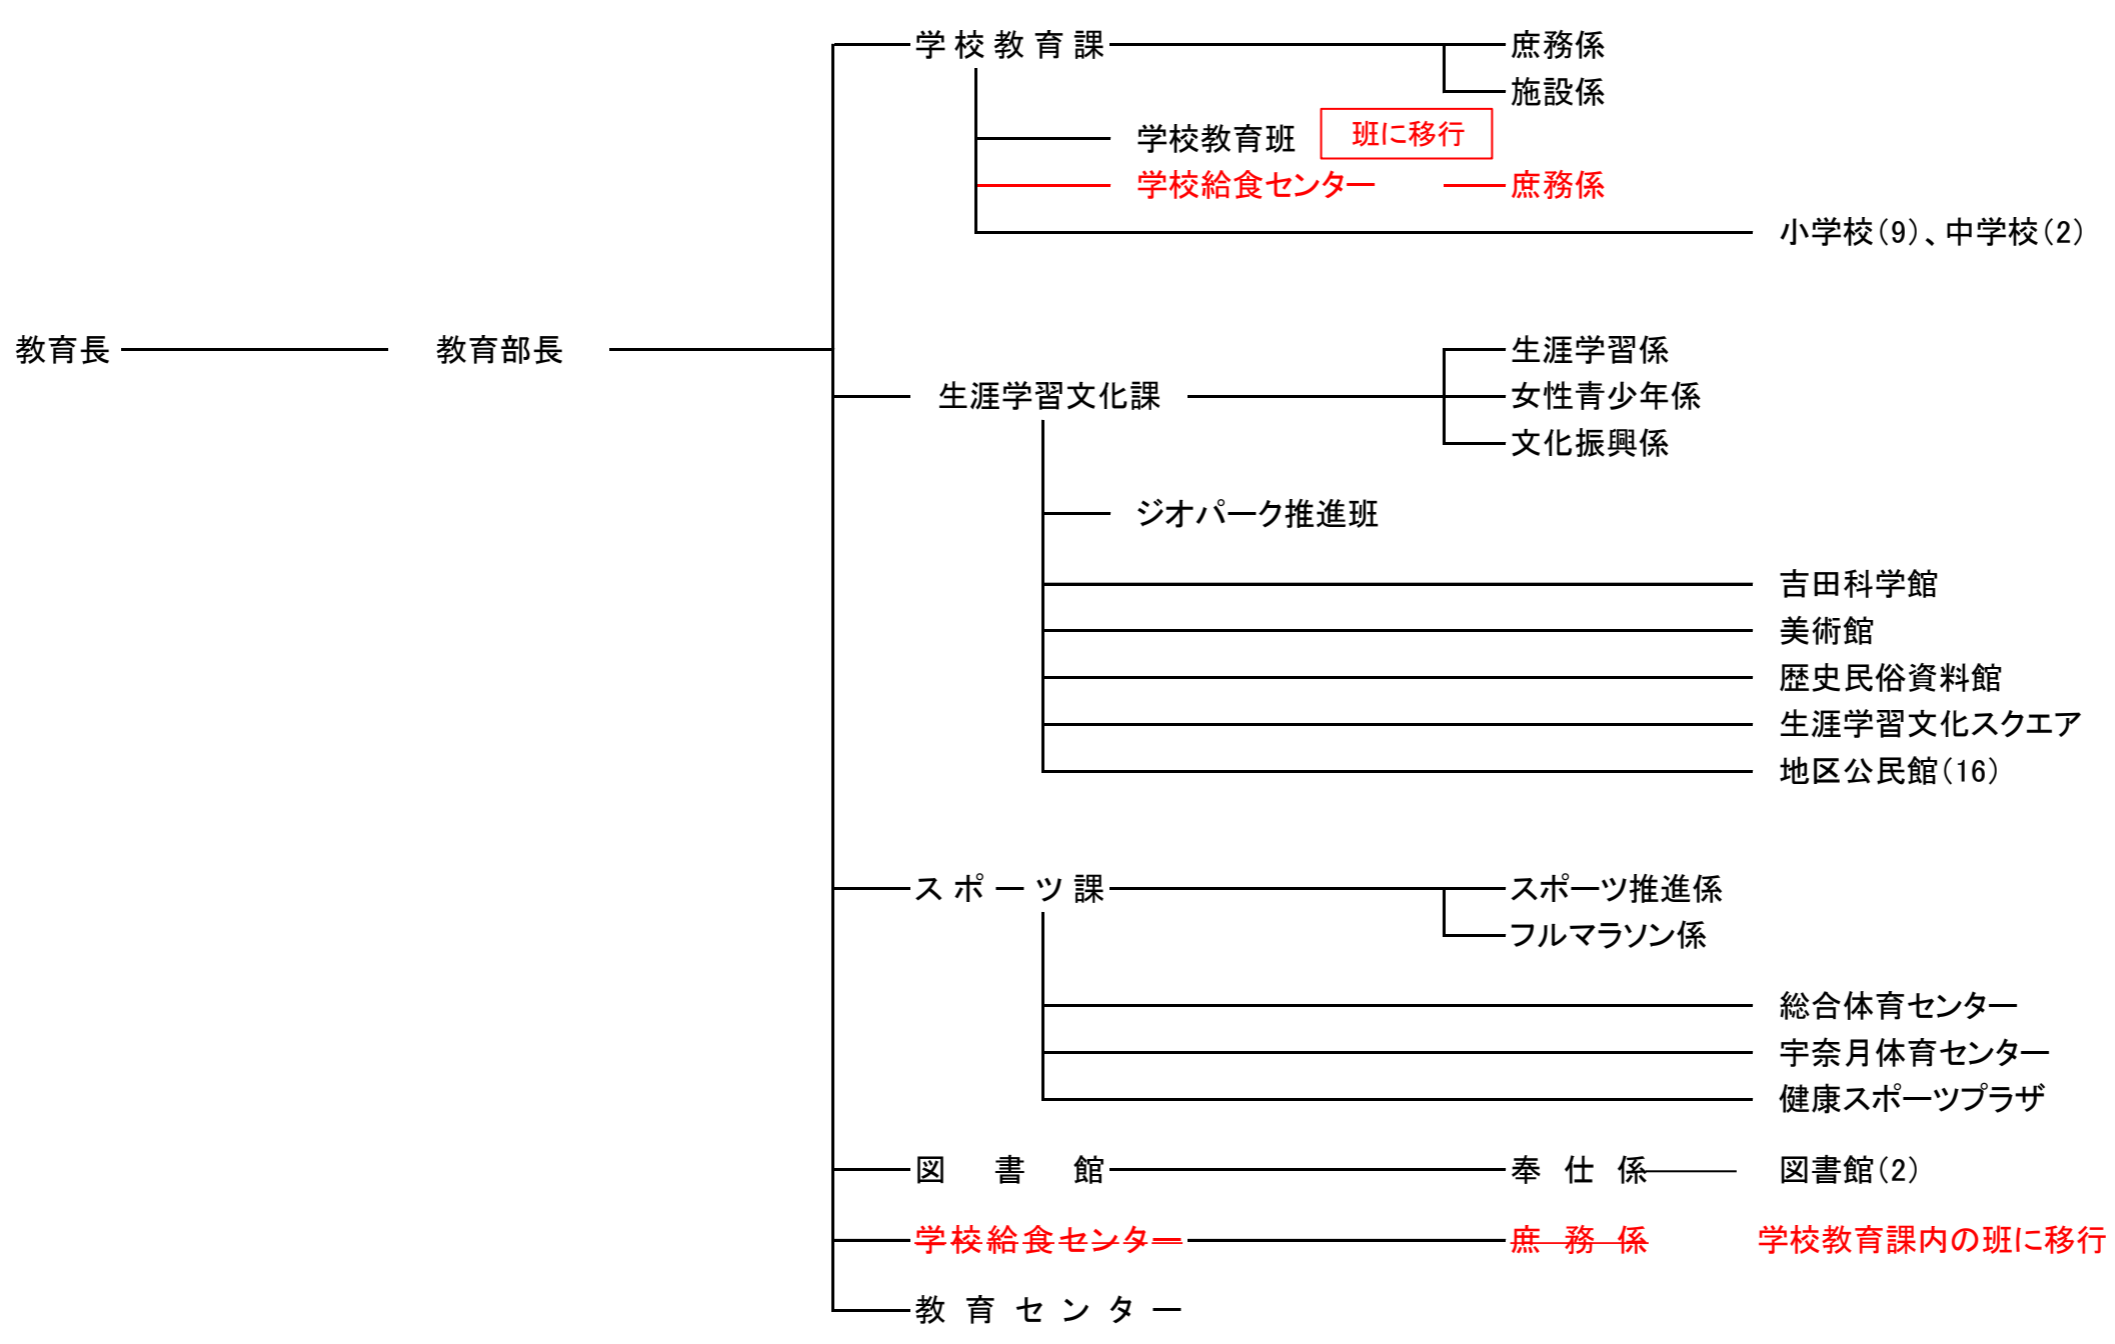 学校教育課 庶務係
施設係
学校教育班 班に移行
学校給食センター 庶務係
小学校(9)、中学校(2)
教育長 教育部長 生涯学習係
生涯学習文化課 女性青少年係
文化振興係
ジオパーク推進班
吉田科学館
美術館
歴史民俗資料館
生涯学習文化スクエア
地区公民館(16)
スポーツ課 スポーツ推進係
フルマラソン係
総合体育センター
宇奈月体育センター
健康スポーツプラザ
図書館 奉仕係 図書館(2)
学校給食センター 庶務係 学校教育課内の班に移行
教育センター